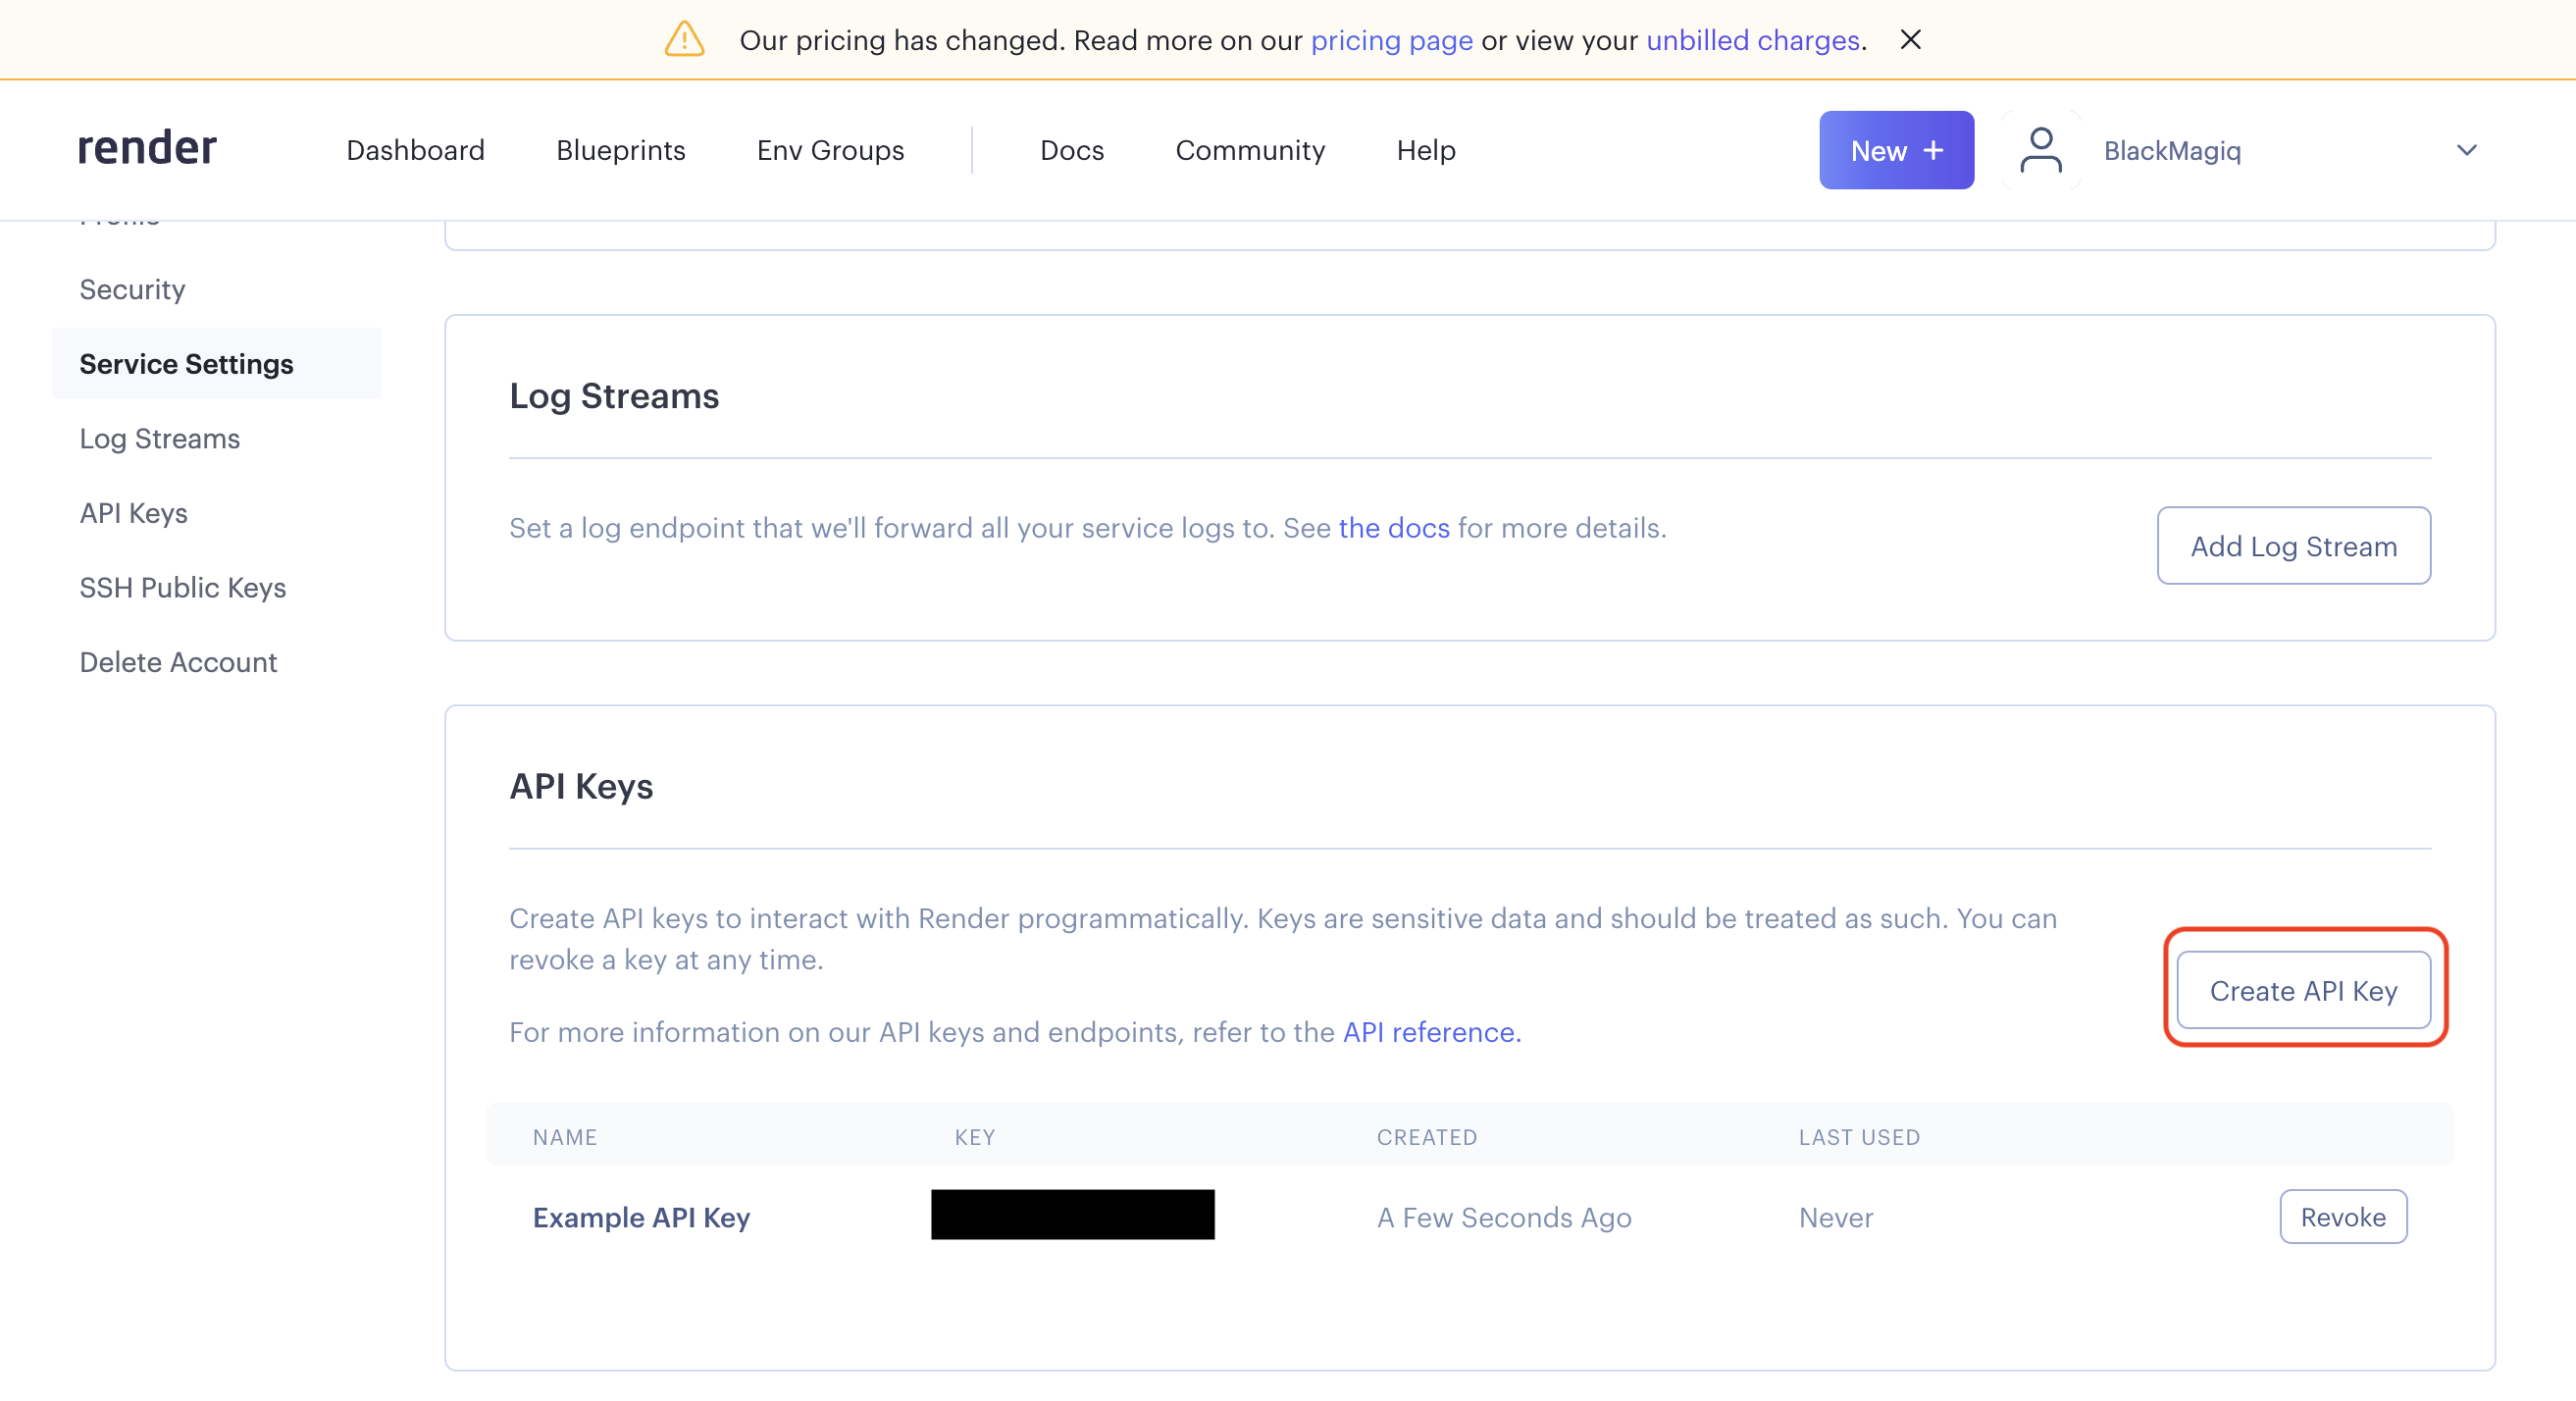 Our pricing has changed. Read more on our pricing page or view your unbilled charges.
render
Dashboard
Blueprints
Env Groups
Docs
Community
Help
New +
BlackMagiq
Security
Service Settings
Log Streams
API Keys
SSH Public Keys
Delete Account
Log Streams
Set a log endpoint that we'll forward all your service logs to. See the docs for more details.
Add Log Stream
API Keys
Create API keys to interact with Render programmatically. Keys are sensitive data and should be treated as such. You can
revoke a key at any time.
Create API Key
For more information on our API keys and endpoints, refer to the API reference.
NAME
KEY
CREATED
LAST USED
Example API Key
A Few Seconds Ago
Never
Revoke